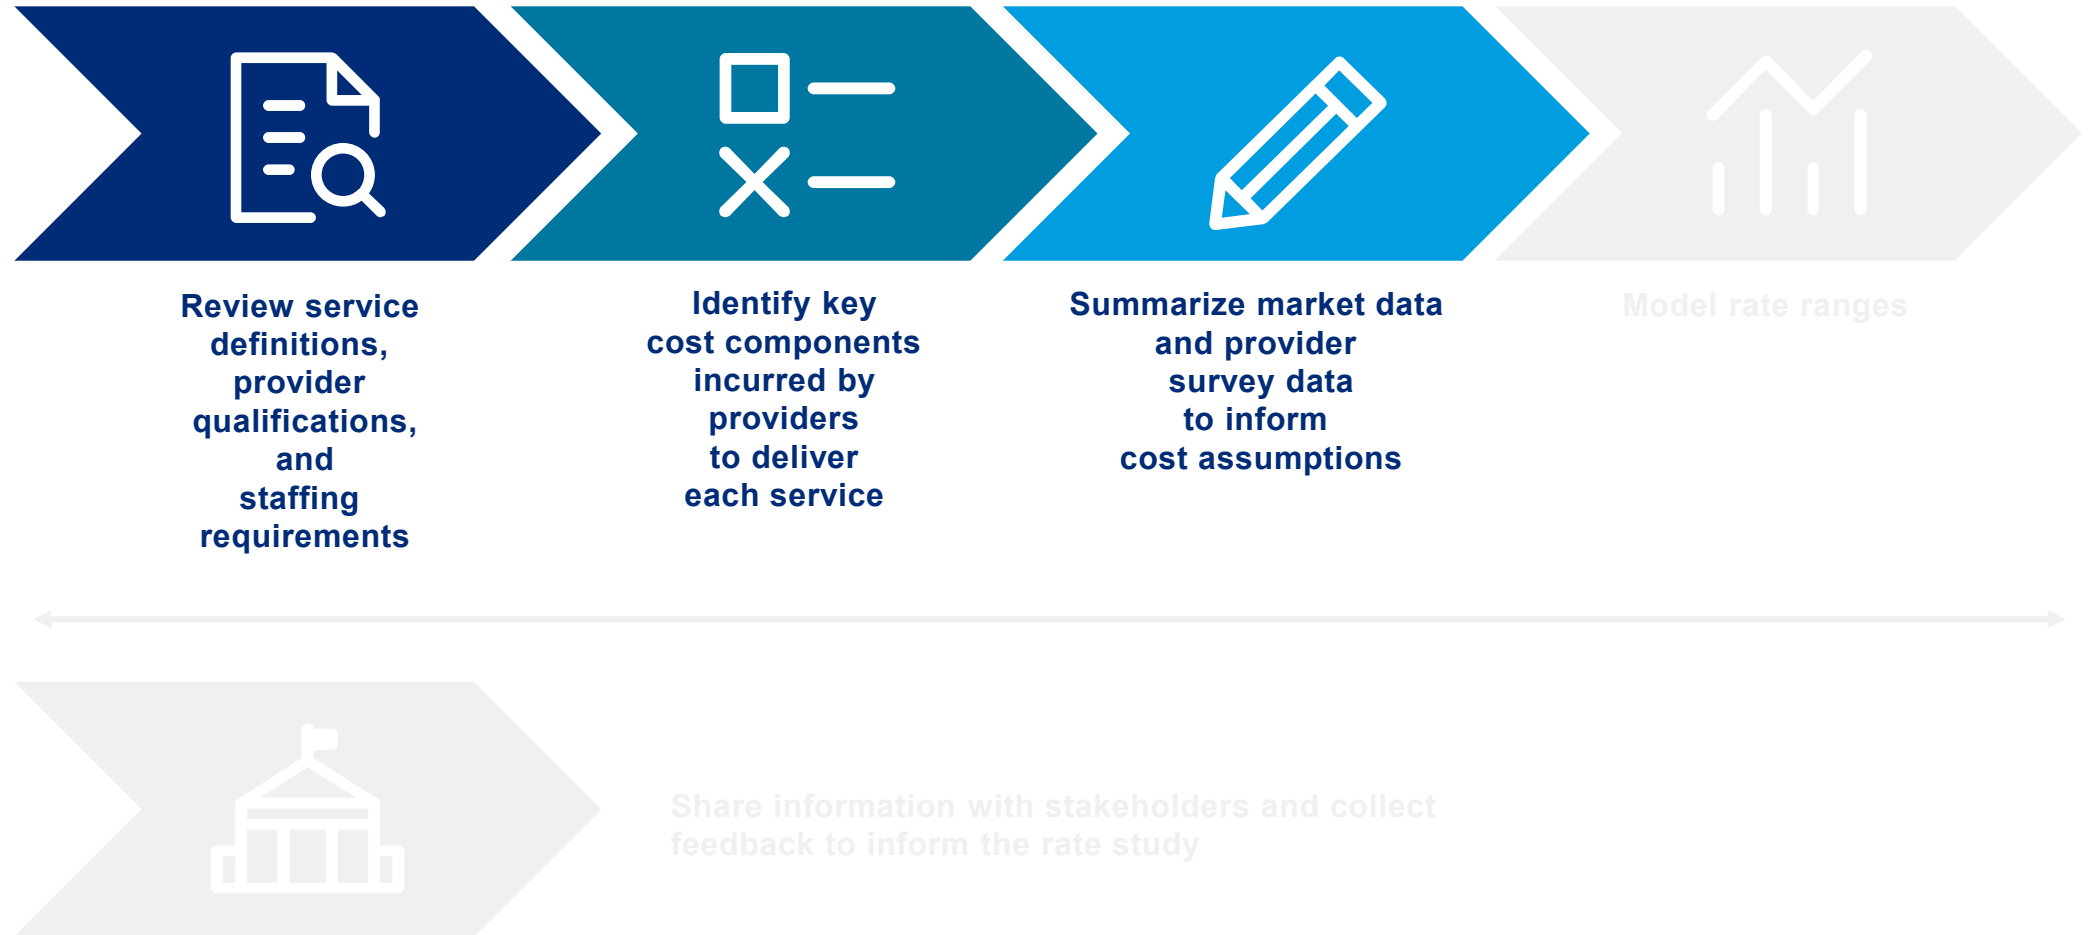 Review service
definitions,
provider
qualifications,
and
staffing
requirements
Identify key
cost components
incurred by
providers
to deliver
each service
Summarize market data
and provider
survey data
to inform
cost assumptions
Model rate ranges
Share information with stakeholders and collect
feedback to inform the rate study